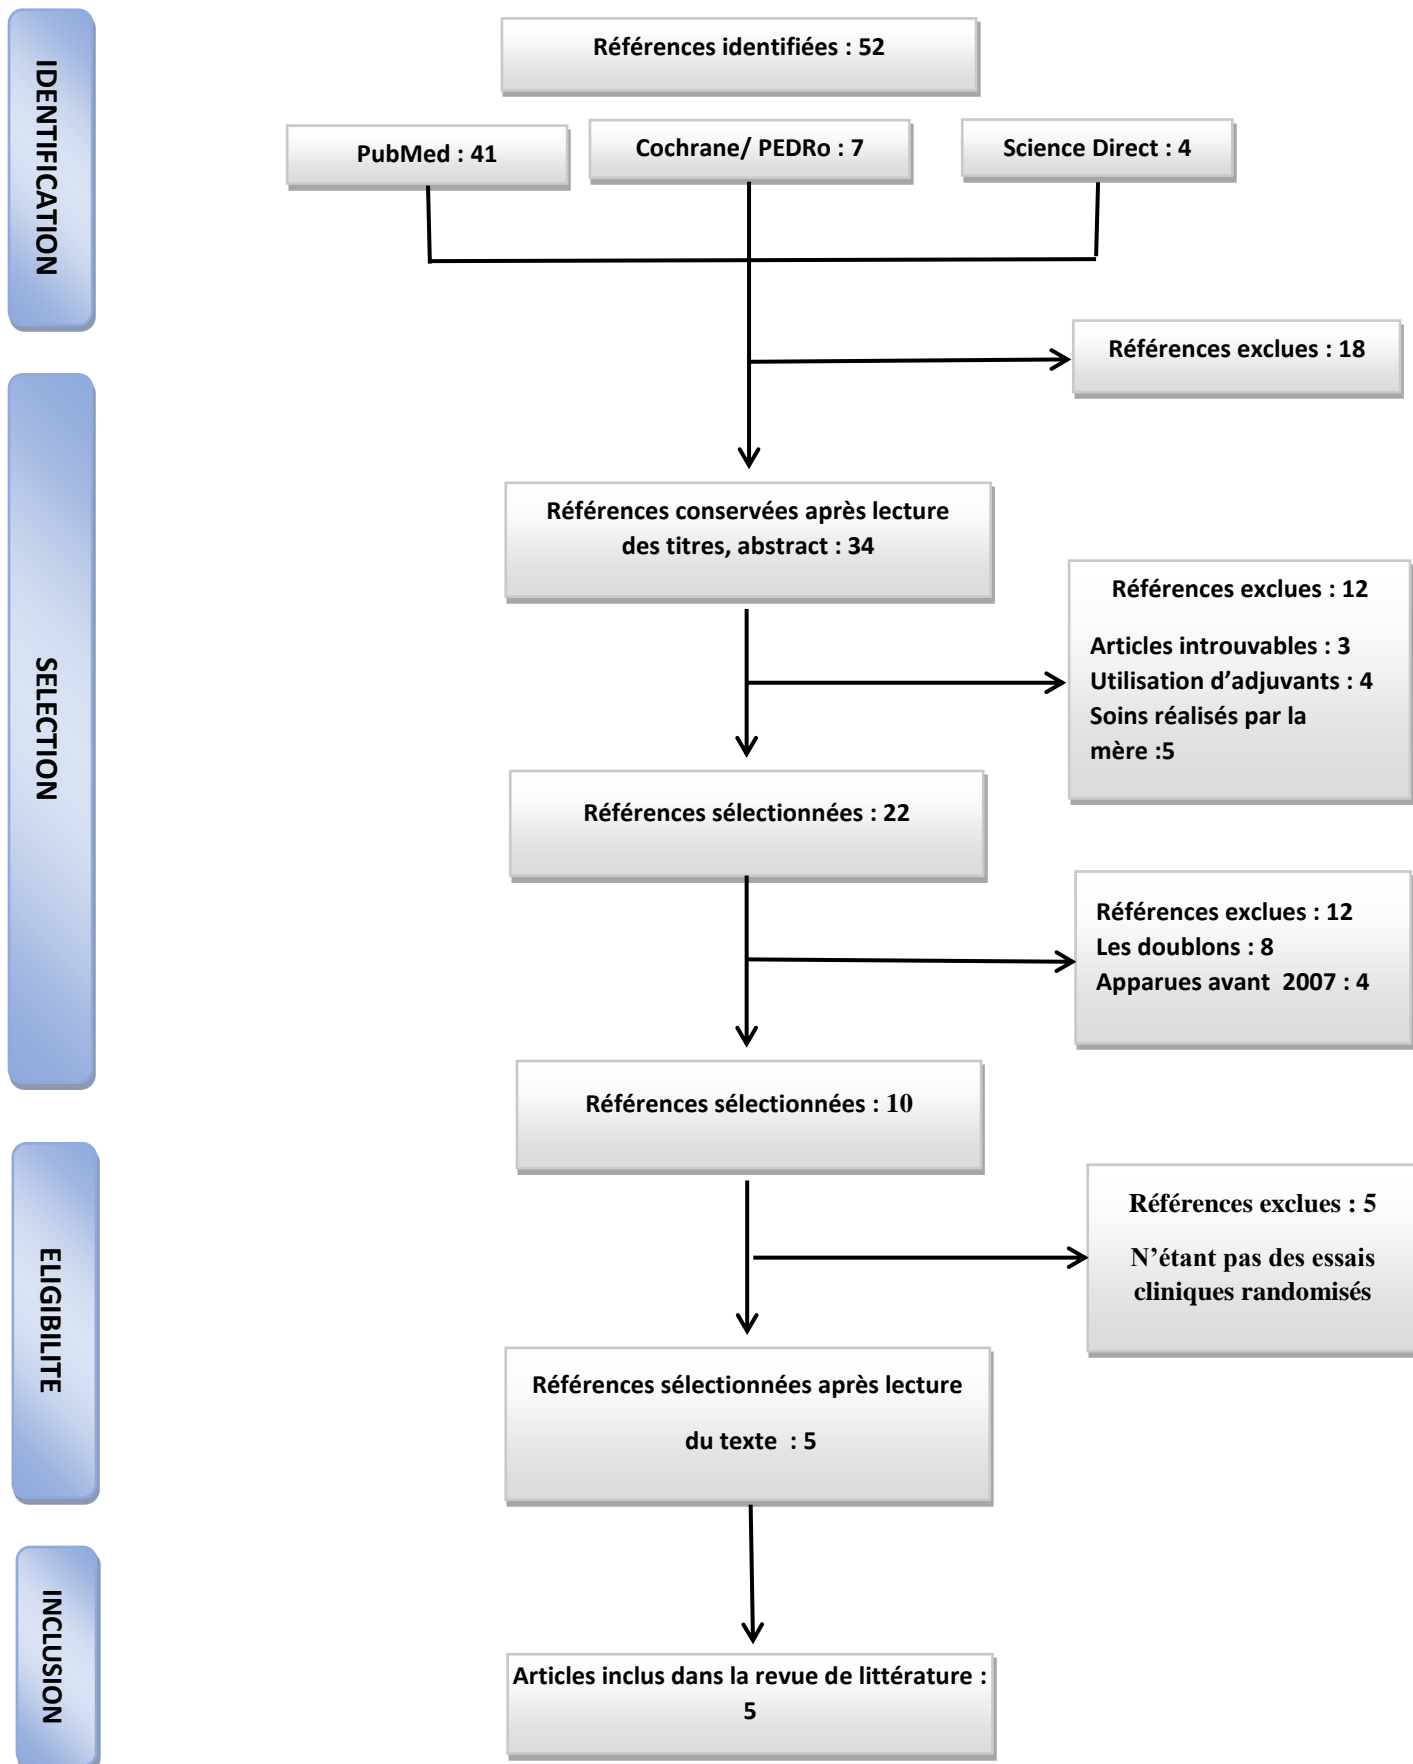 IDENTIFICATION
Références identifiées : 52
PubMed : 41
Cochrane/ PEDRo : 7
Science Direct : 4
Références exclues : 18
SELECTION
Références conservées après lecture
des titres, abstract : 34
Références exclues : 12
Articles introuvables : 3
Utilisation d’adjuvants : 4
Soins réalisés par la
mère :5
Références sélectionnées : 22
Références exclues : 12
Les doublons : 8
Apparues avant 2007 : 4
Références sélectionnées : 10
ELIGIBILITE
Références exclues : 5
N’étant pas des essais
cliniques randomisés
Références sélectionnées après lecture
du texte : 5
INCLUSION
Articles inclus dans la revue de littérature :
5